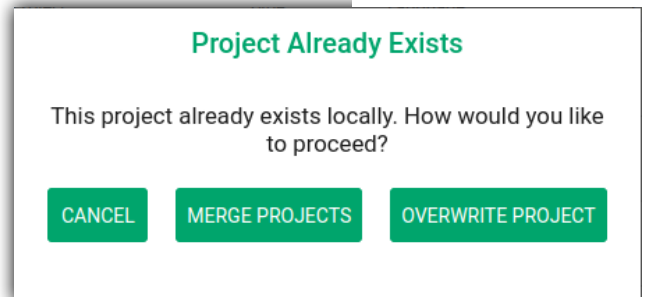 Project Already Exists
This project already exists locally. How would you like
to proceed?
CANCEL
MERGE PROJECTS
OVERWRITE PROJECT